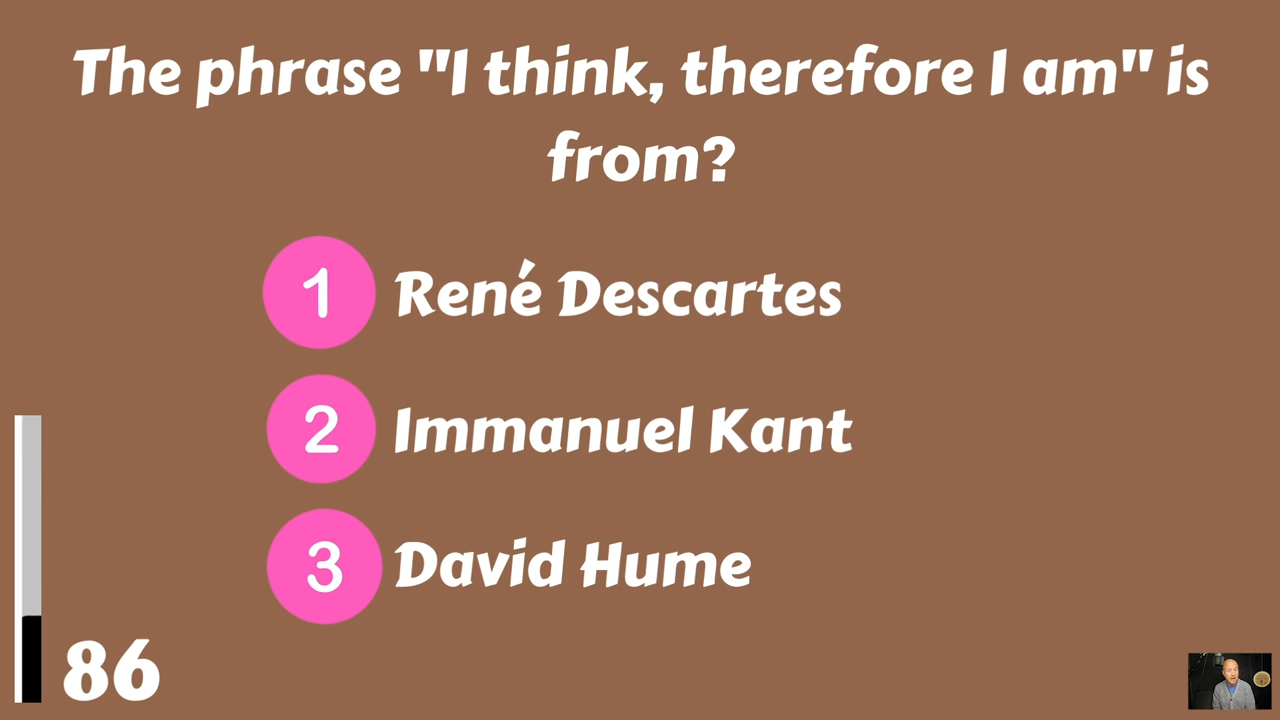 The phrase "I think, therefore I am" is
from?
1 René Descartes
2 Immanuel Kant
3 David Hume
86